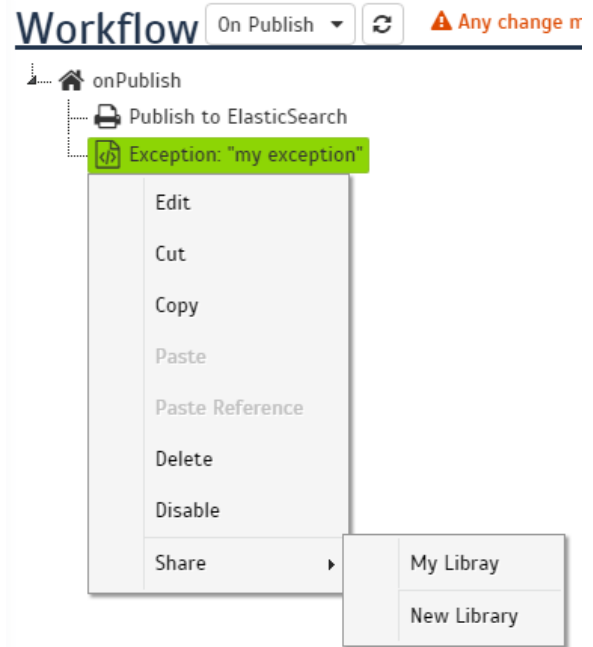 Workflow On Publish Any change m
onPublish
Publish to ElasticSearch
Exception: "my exception"
Edit
Cut
Copy
Paste
Paste Reference
Delete
Disable
Share
My Libray
New Library